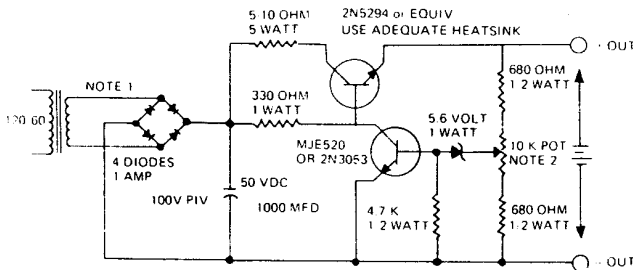 5-10 OHM
5 WATT
2N5294 or EQUIV
USE ADEQUATE HEATSINK
OUT
NOTE 1
120-60
330 OHM
1 WATT
680 OHM
1 2 WATT
5.6 VOLT
1 WATT
10 K POT
NOTE 2
MJE520
OR 2N3053
4 DIODES
1 AMP
100V PIV
50 VDC
1000 MFD
4.7 K
1 2 WATT
680 OHM
1/2 WATT
- OUT